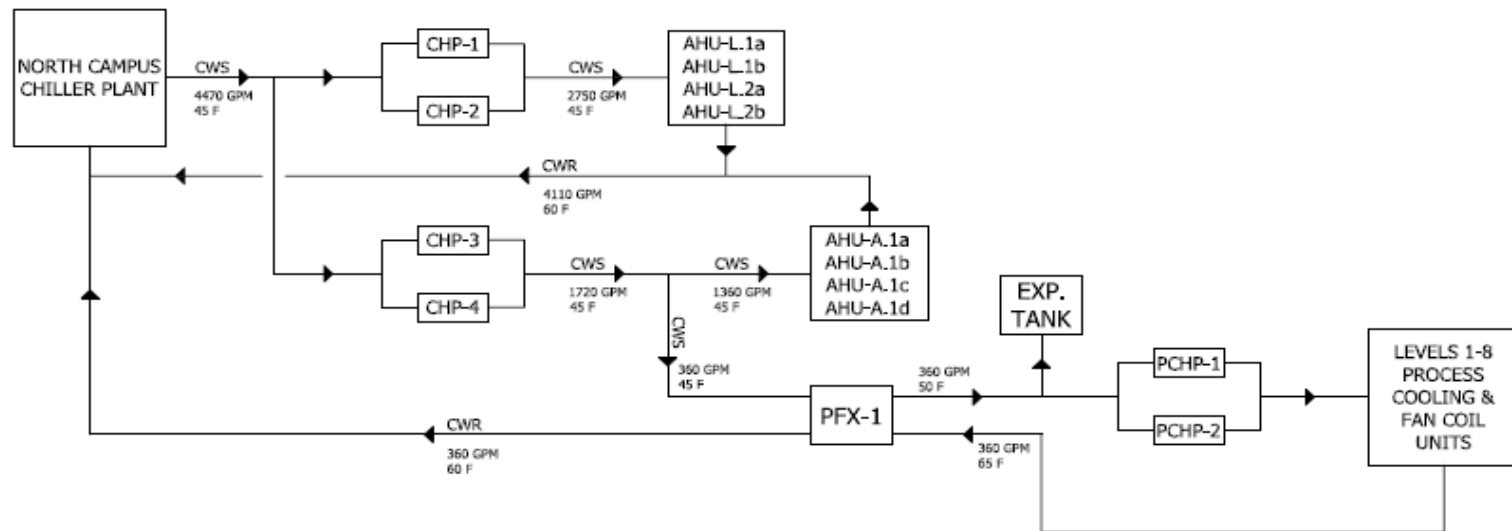 NORTH CAMPUS
CHILLER PLANT
CWS
4470 GPM
45 F
CHP-1
CHP-2
CWS
2750 GPM
45 F
AHU-L.1a
AHU-L.1b
AHU-L.2a
AHU-L.2b
CWR
4110 GPM
60 F
CHP-3
CHP-4
CWS
1720 GPM
45 F
CWS
1360 GPM
45 F
AHU-A.1a
AHU-A.1b
AHU-A.1c
AHU-A.1d
CWS
360 GPM
45 F
PFX-1
360 GPM
50 F
EXP.
TANK
PCHP-1
PCHP-2
LEVELS 1-8
PROCESS
COOLING &
FAN COIL
UNITS
CWR
360 GPM
60 F
360 GPM
65 F